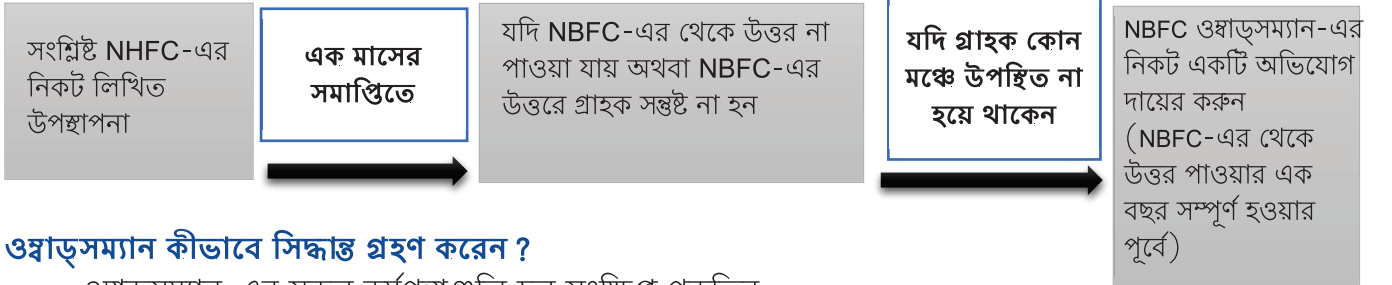 সংশ্লিষ্ট NHFC-এর
নিকট লিখিত
উপস্থাপনা
এক মাসের
সমাপ্তিতে
যদি NBFC-এর থেকে উত্তর না
পাওয়া যায় অথবা NBFC-এর
উত্তরে গ্রাহক সন্তুষ্ট না হন
যদি গ্রাহক কোন
মঞ্চে উপস্থিত না
হয়ে থাকেন
NBFC ওম্বাড্‌সম্যান-এর
নিকট একটি অভিযোগ
দায়ের করুন
(NBFC-এর থেকে
উত্তর পাওয়ার এক
বছর সম্পূর্ণ হওয়ার
পূর্বে)
ওম্বাড্‌সম্যান কীভাবে সিদ্ধান্ত গ্রহণ করেন ?